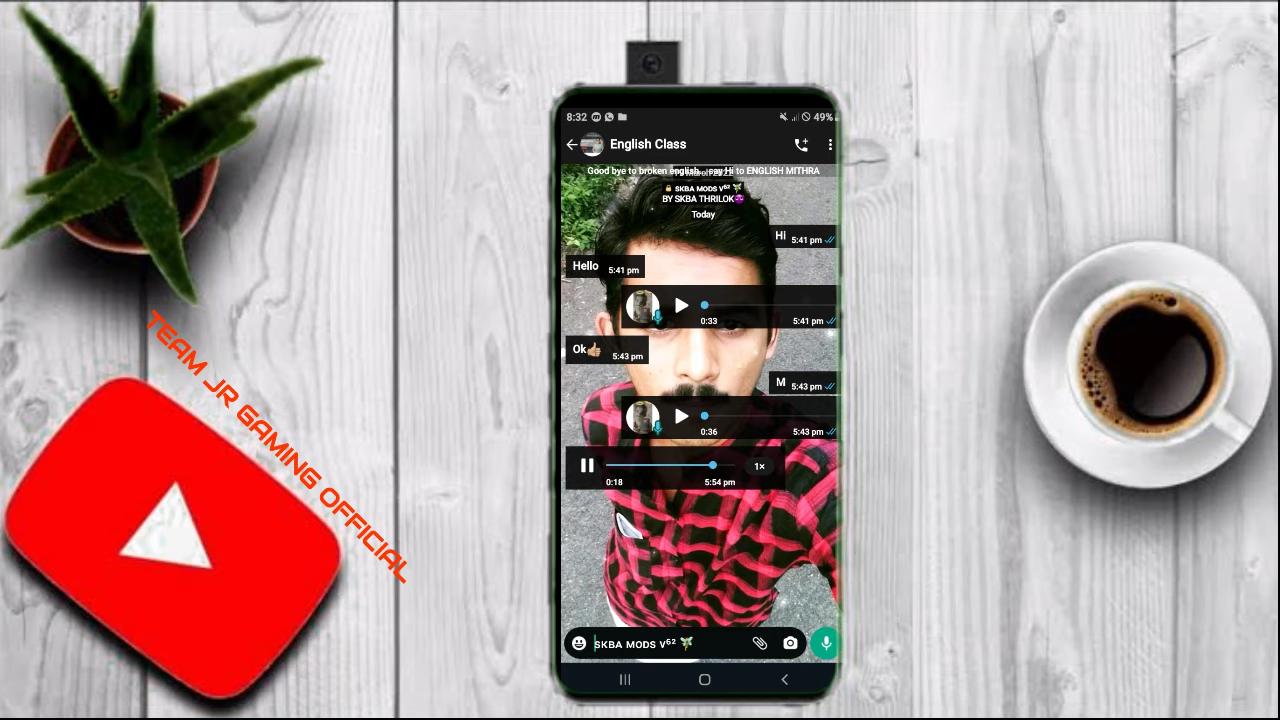 8:32
49%
English Class
Good bye to broken english... say Hi to ENGLISH MITHRA
SKBA MODS V⁶²
BY SKBA THRILOK😈
Today
Hi 5:41 pm
Hello 5:41 pm
0:33 5:41 pm
Ok👍🏽 5:43 pm
M 5:43 pm
0:36 5:43 pm
1×
0:18 5:54 pm
SKBA MODS V⁶² 🌿
TEAM JR GAMING OFFICIAL